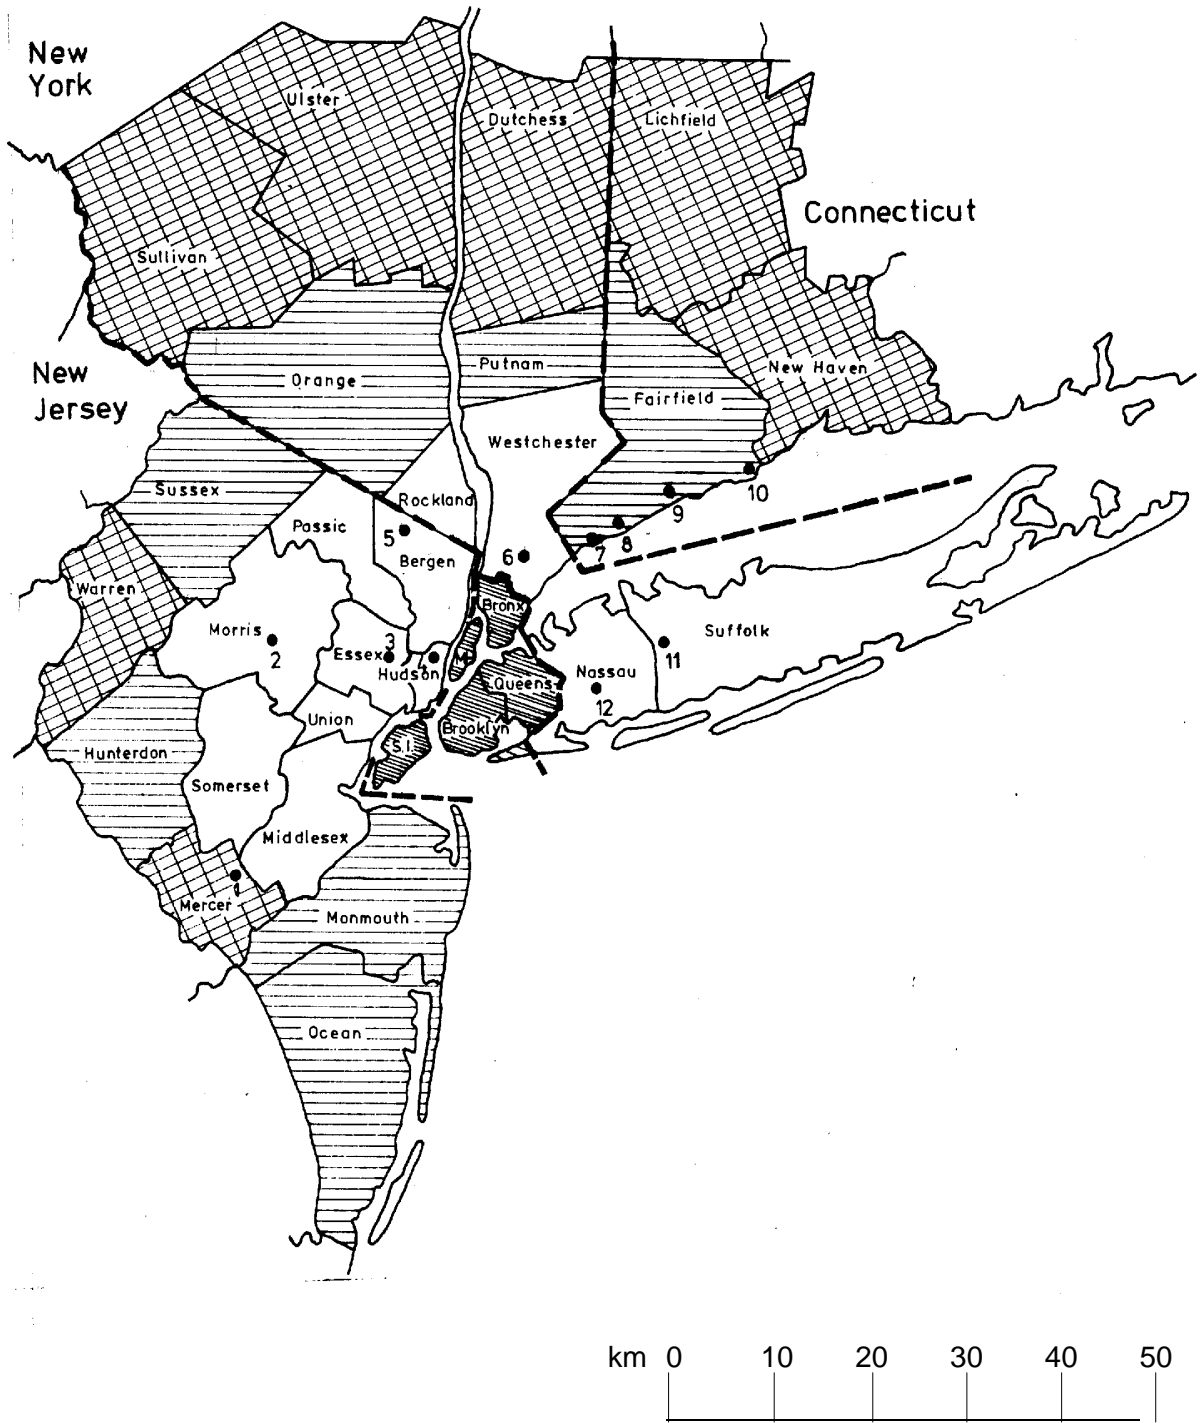 New
York
Ulster
Dutchess
Lichfield
Connecticut
Sullivan
New
Jersey
Orange
Putnam
New Haven
Fairfield
Westchester
Sussex
Rockland
Passic
10
9
8
7
5
6
Bergen
Warren
Bronx
Morris
2
3
Essex
Hudson
4
M
Suffolk
11
Nassau
12
Queens
Union
Brooklyn
S.I.
Hunterdon
Somerset
Middlesex
1
Mercer
Monmouth
Ocean
km 0 10 20 30 40 50